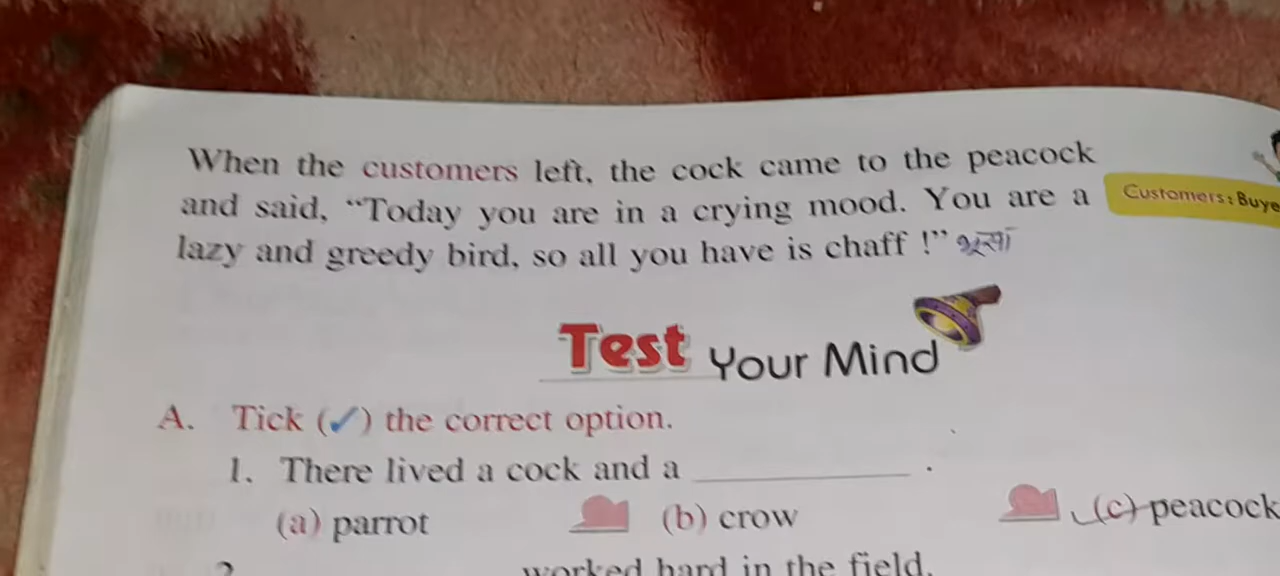 When the customers left, the cock came to the peacock
and said, “Today you are in a crying mood. You are a
lazy and greedy bird, so all you have is chaff !”
Customers: Buye
Test Your Mind
A. Tick (✓) the correct option.
1. There lived a cock and a ________ .
(a) parrot (b) crow (c) peacock
2. worked hard in the field.